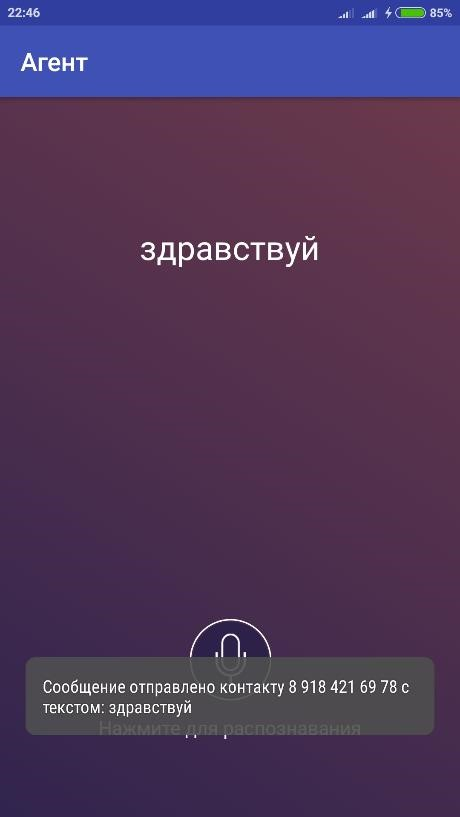 22:46
85%
Агент
здравствуй
Сообщение отправлено контакту 8 918 421 69 78 с
текстом: здравствуй
Нажмите для распознавания